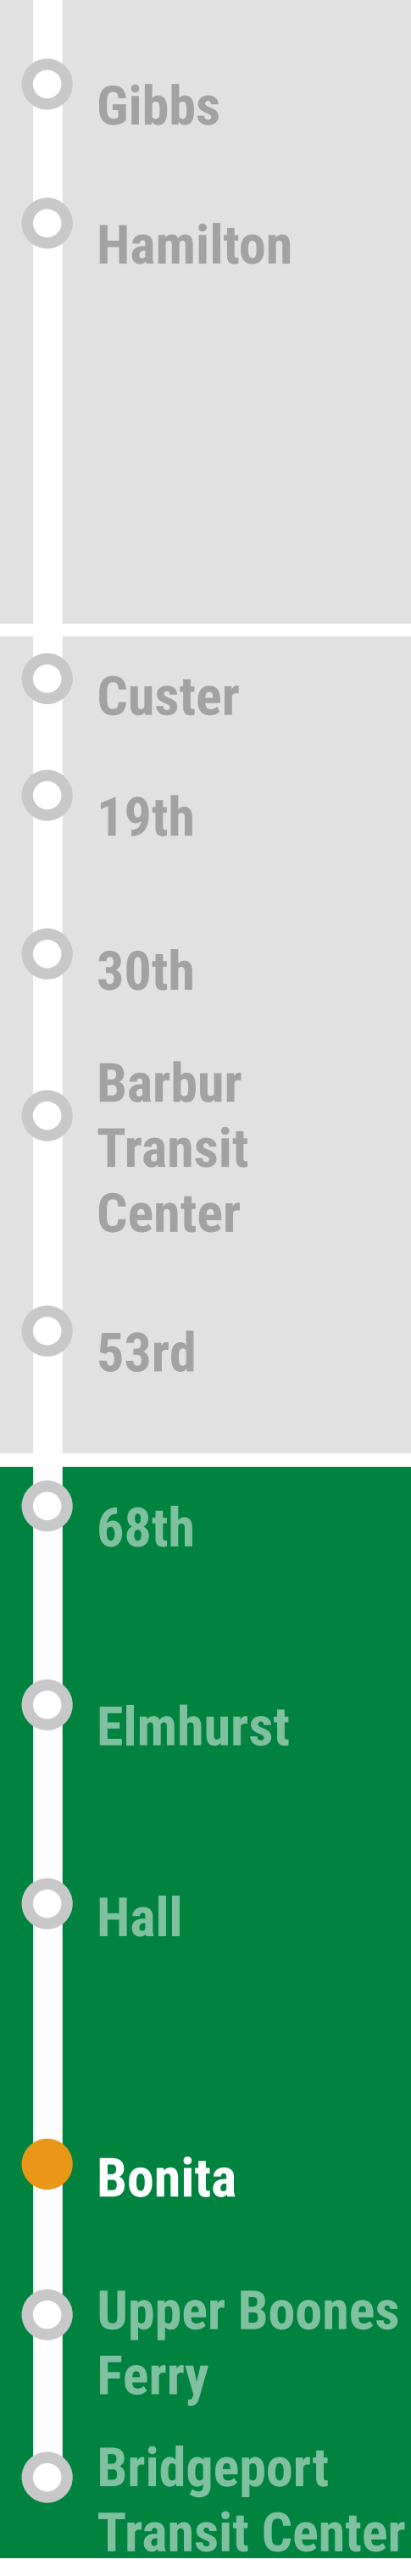 Gibbs
Hamilton
Custer
19th
30th
Barbur
Transit
Center
53rd
68th
Elmhurst
Hall
Bonita
Upper Boones
Ferry
Bridgeport
Transit Center